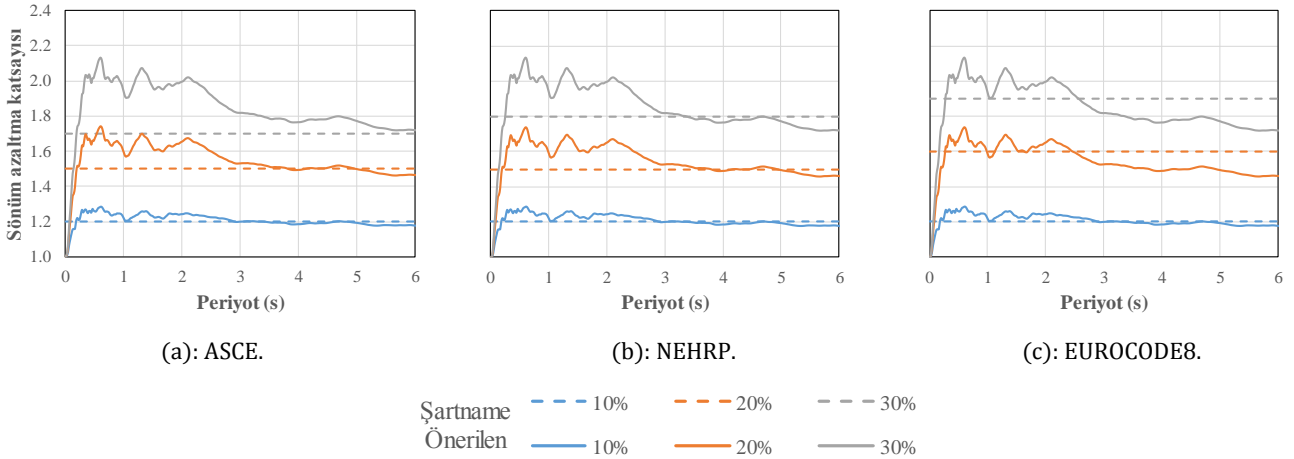 Sönüm azaltma katsayısı
2.4
2.2
2.0
1.8
1.6
1.4
1.2
1.0
0 1 2 3 4 5 6
Periyot (s)
(a): ASCE.
0 1 2 3 4 5 6
Periyot (s)
(b): NEHRP.
0 1 2 3 4 5 6
Periyot (s)
(c): EUROCODE8.
Şartname 10% 20% 30%
Önerilen 10% 20% 30%